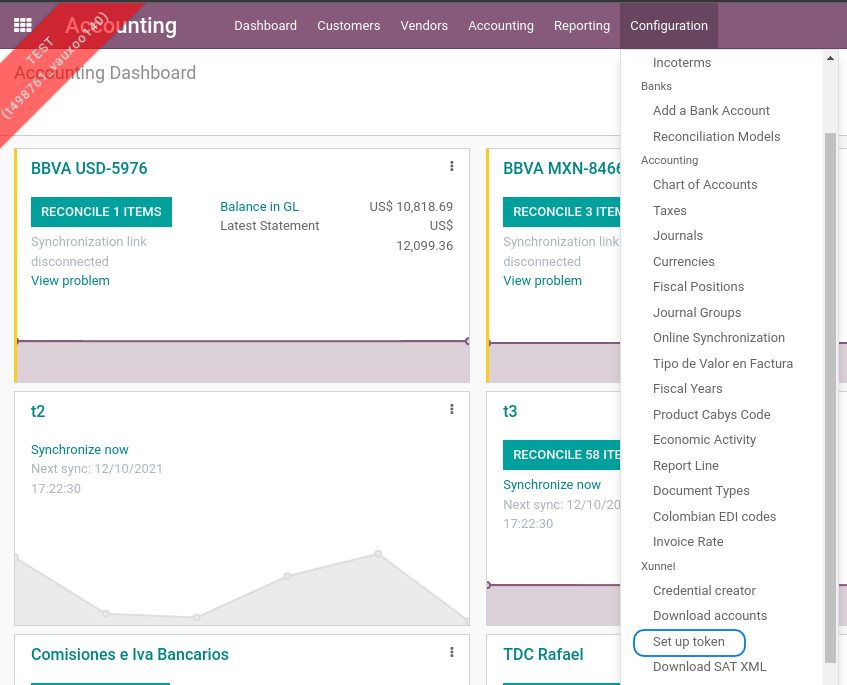 Accounting
Dashboard
Customers
Vendors
Accounting
Reporting
Configuration
TEST
(t498761_vauxoo140)
Accounting Dashboard
BBVA USD-5976
RECONCILE 1 ITEMS
Synchronization link
disconnected
View problem
Balance in GL
US$ 10,818.69
Latest Statement
US$
12,099.36
BBVA MXN-8466
RECONCILE 3 ITEM
Synchronization link
disconnected
View problem
t2
Synchronize now
Next sync: 12/10/2021
17:22:30
t3
RECONCILE 58 ITE
Synchronize now
Next sync: 12/10/20
17:22:30
Comisiones e Iva Bancarios
TDC Rafael
Incoterms
Banks
Add a Bank Account
Reconciliation Models
Accounting
Chart of Accounts
Taxes
Journals
Currencies
Fiscal Positions
Journal Groups
Online Synchronization
Tipo de Valor en Factura
Fiscal Years
Product Cabys Code
Economic Activity
Report Line
Document Types
Colombian EDI codes
Invoice Rate
Xunnel
Credential creator
Download accounts
Set up token
Download SAT XML